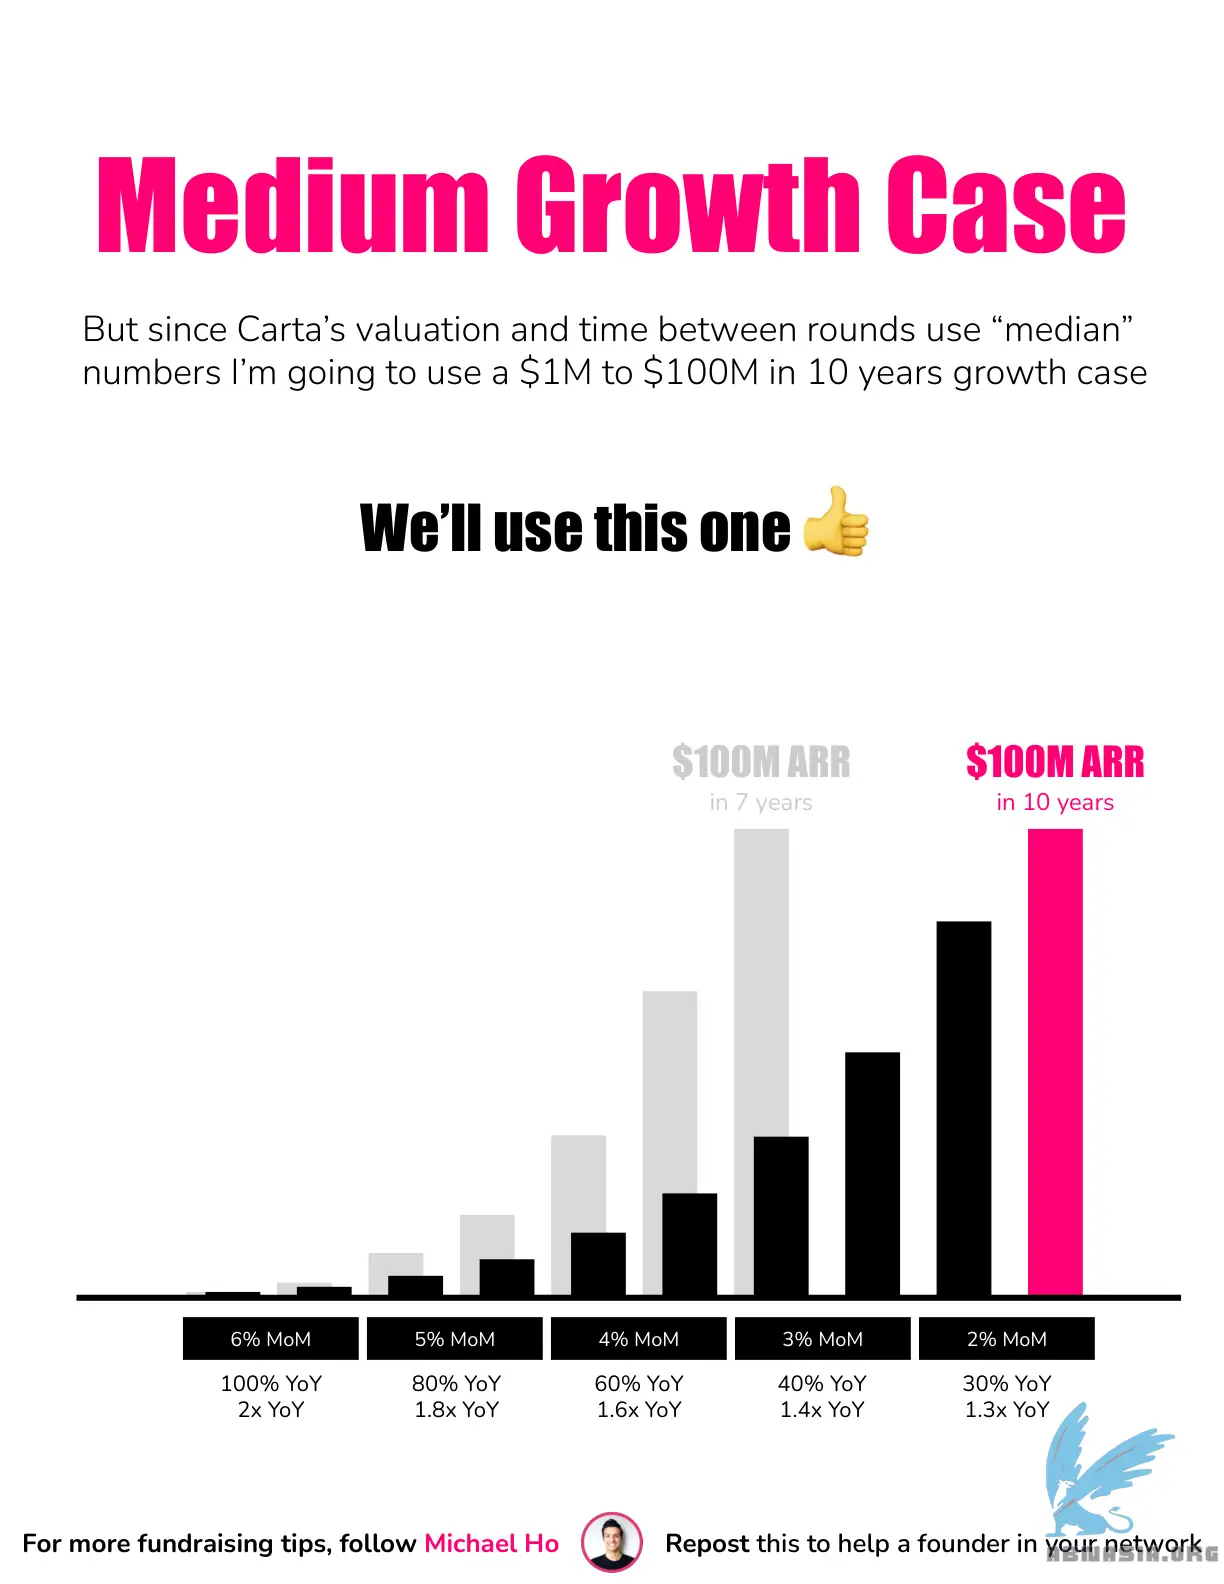 Medium Growth Case
But since Carta’s valuation and time between rounds use “median”
numbers I’m going to use a $1M to $100M in 10 years growth case
We’ll use this one
$100M ARR
in 7 years
$100M ARR
in 10 years
6% MoM
5% MoM
4% MoM
3% MoM
2% MoM
100% YoY
2x YoY
80% YoY
1.8x YoY
60% YoY
1.6x YoY
40% YoY
1.4x YoY
30% YoY
1.3x YoY
For more fundraising tips, follow Michael Ho
Repost this to help a founder in your network
ABMASIA.ORG